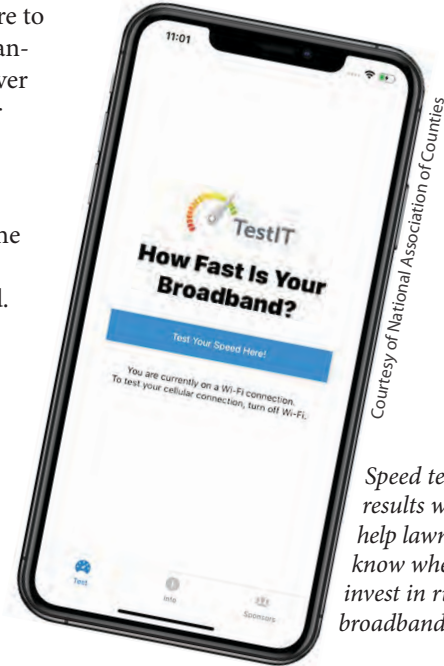 re to
an-
ver
ne
l.
11:01
TestIT
How Fast Is Your
Broadband?
Test Your Speed Here!
You are currently on a Wi-Fi connection.
To test your cellular connection, turn off Wi-Fi.
Test
Info
Sponsors
Courtesy of National Association of Counties
Speed te
results w
help lawn
know whe
invest in r
broadband